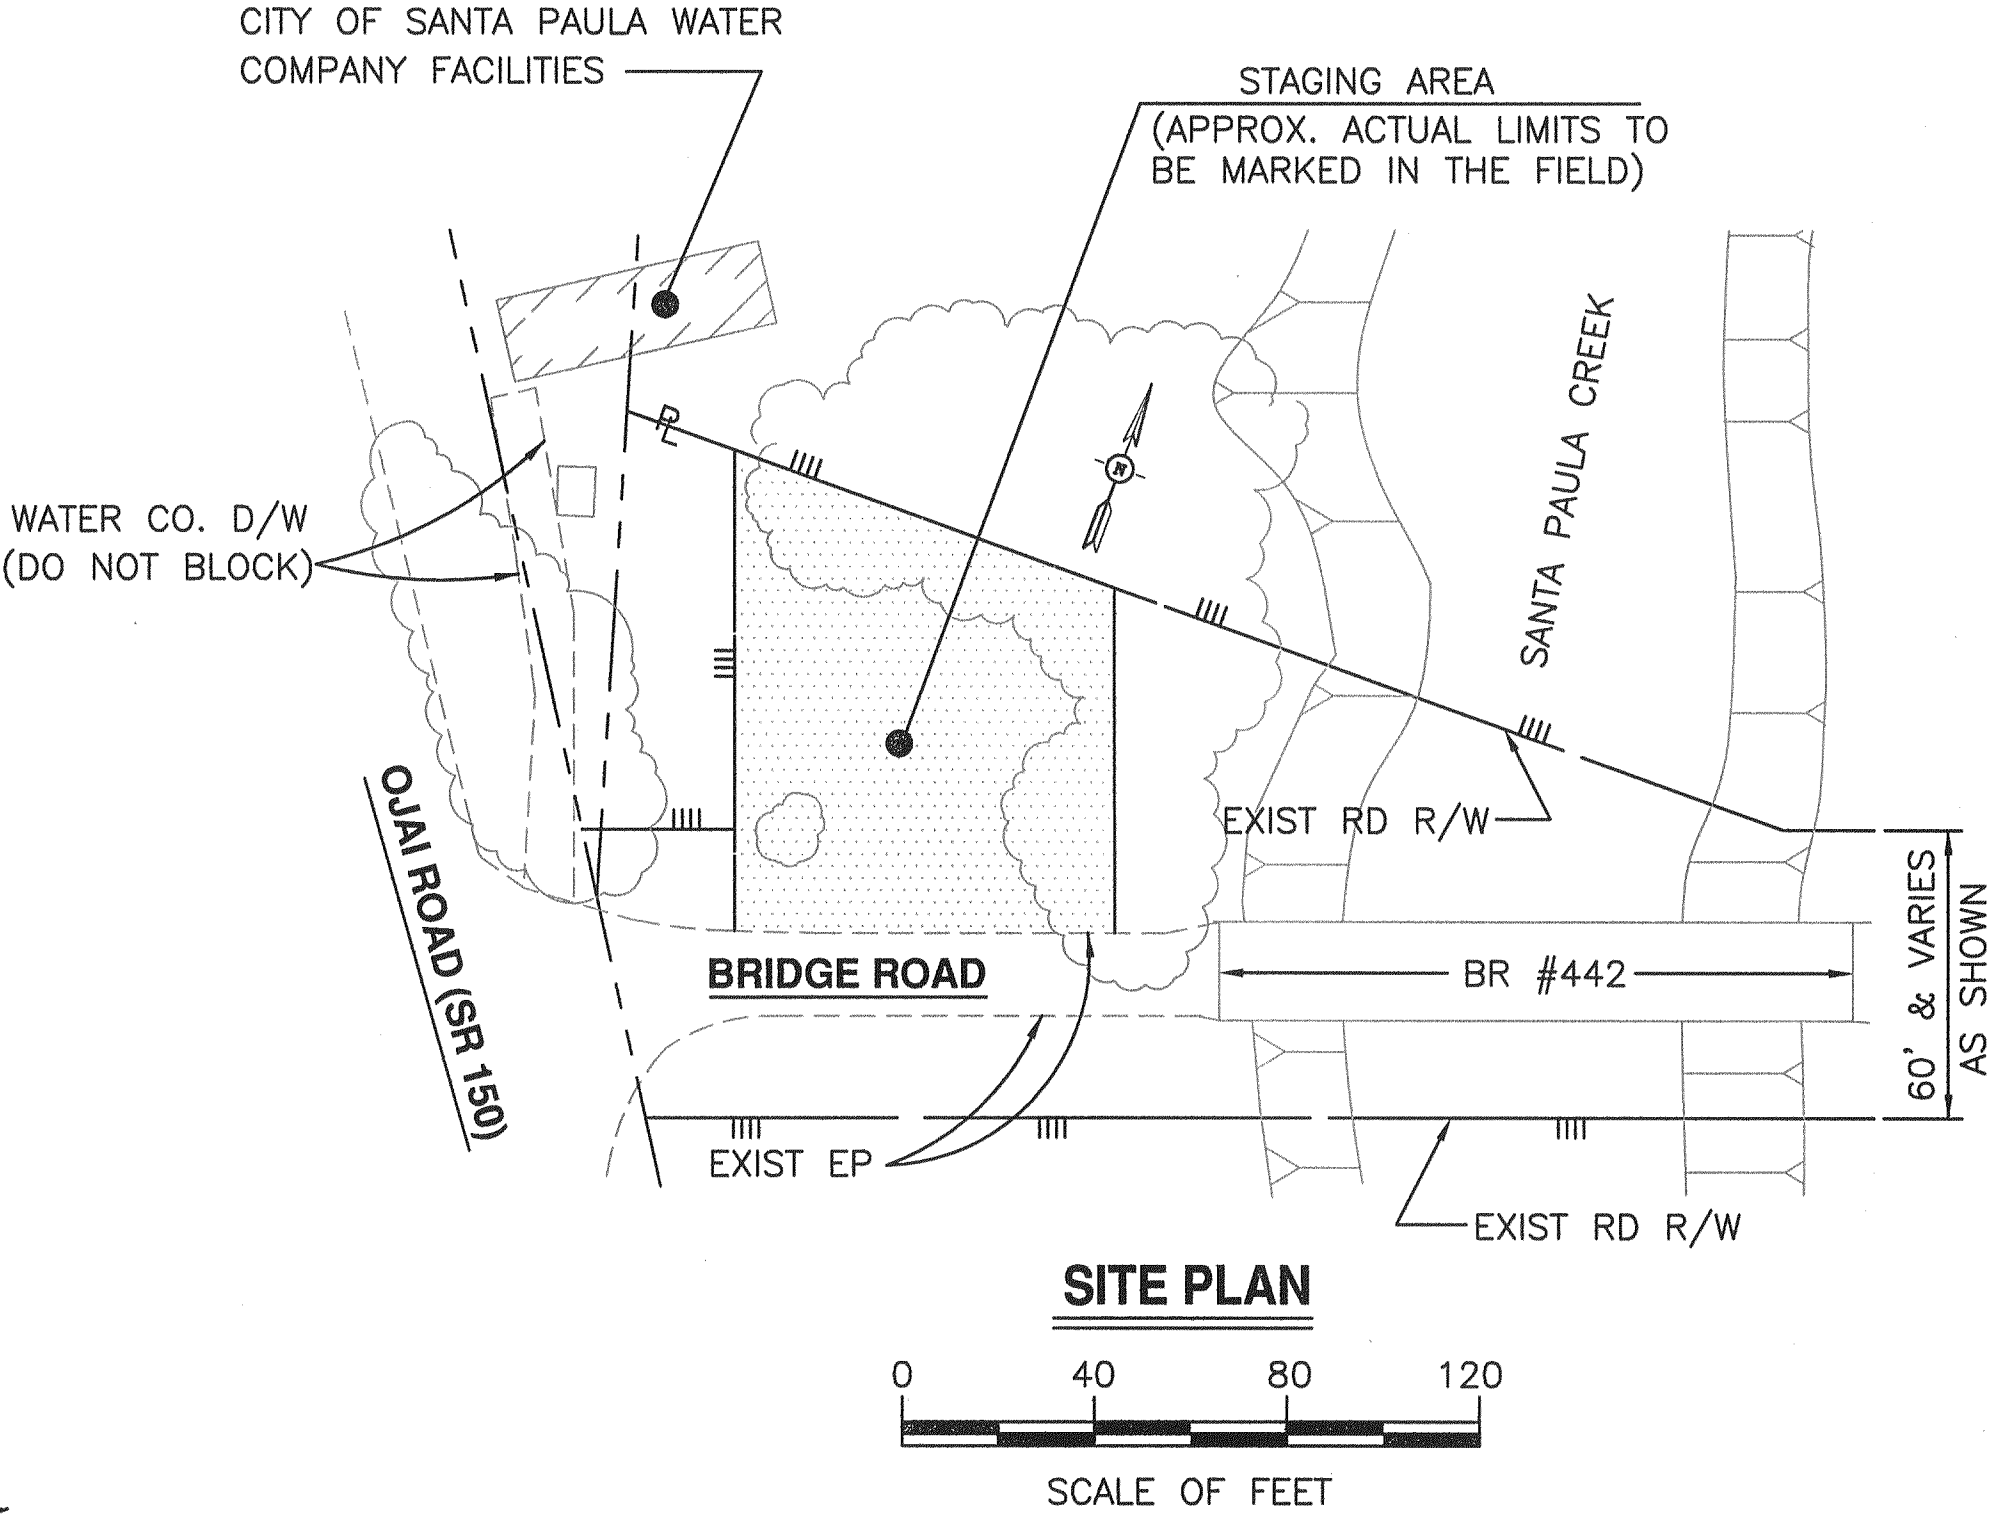 CITY OF SANTA PAULA WATER
COMPANY FACILITIES
STAGING AREA
(APPROX. ACTUAL LIMITS TO
BE MARKED IN THE FIELD)
PL
N
SANTA PAULA CREEK
WATER CO. D/W
(DO NOT BLOCK)
OJAI ROAD (SR 150)
EXIST RD R/W
BRIDGE ROAD
BR #442
60' & VARIES
AS SHOWN
EXIST EP
EXIST RD R/W
SITE PLAN
0 40 80 120
SCALE OF FEET